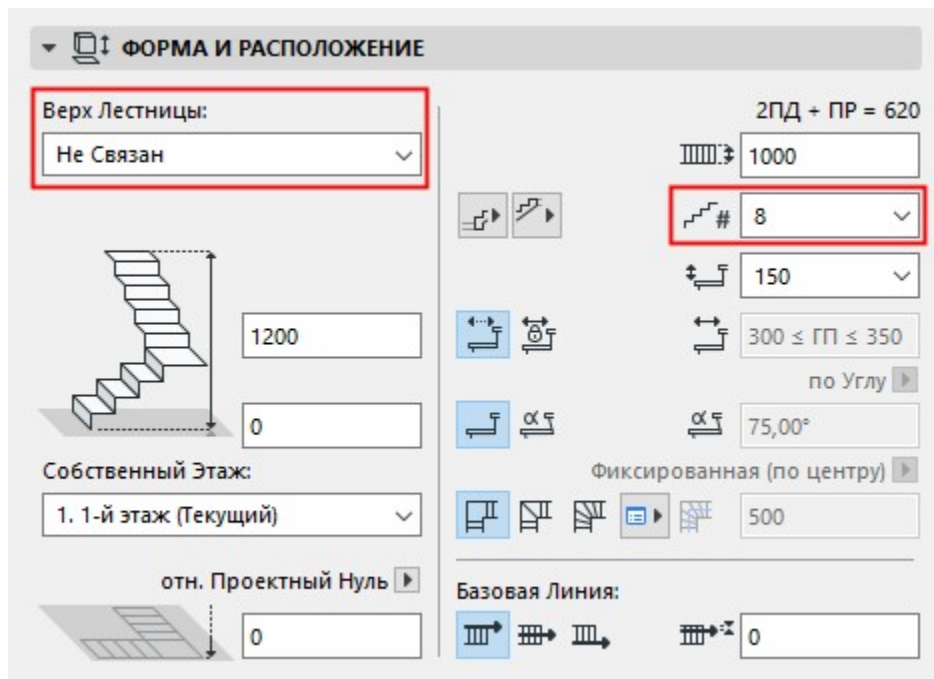 ФОРМА И РАСПОЛОЖЕНИЕ
Верх Лестницы:
Не Связан
1200
0
Собственный Этаж:
1. 1-й этаж (Текущий)
отн. Проектный Нуль
0
2ПД + ПР = 620
1000
# 8
150
300 ≤ ГП ≤ 350
по Углу
α α 75,00°
Фиксированная (по центру)
500
Базовая Линия:
0